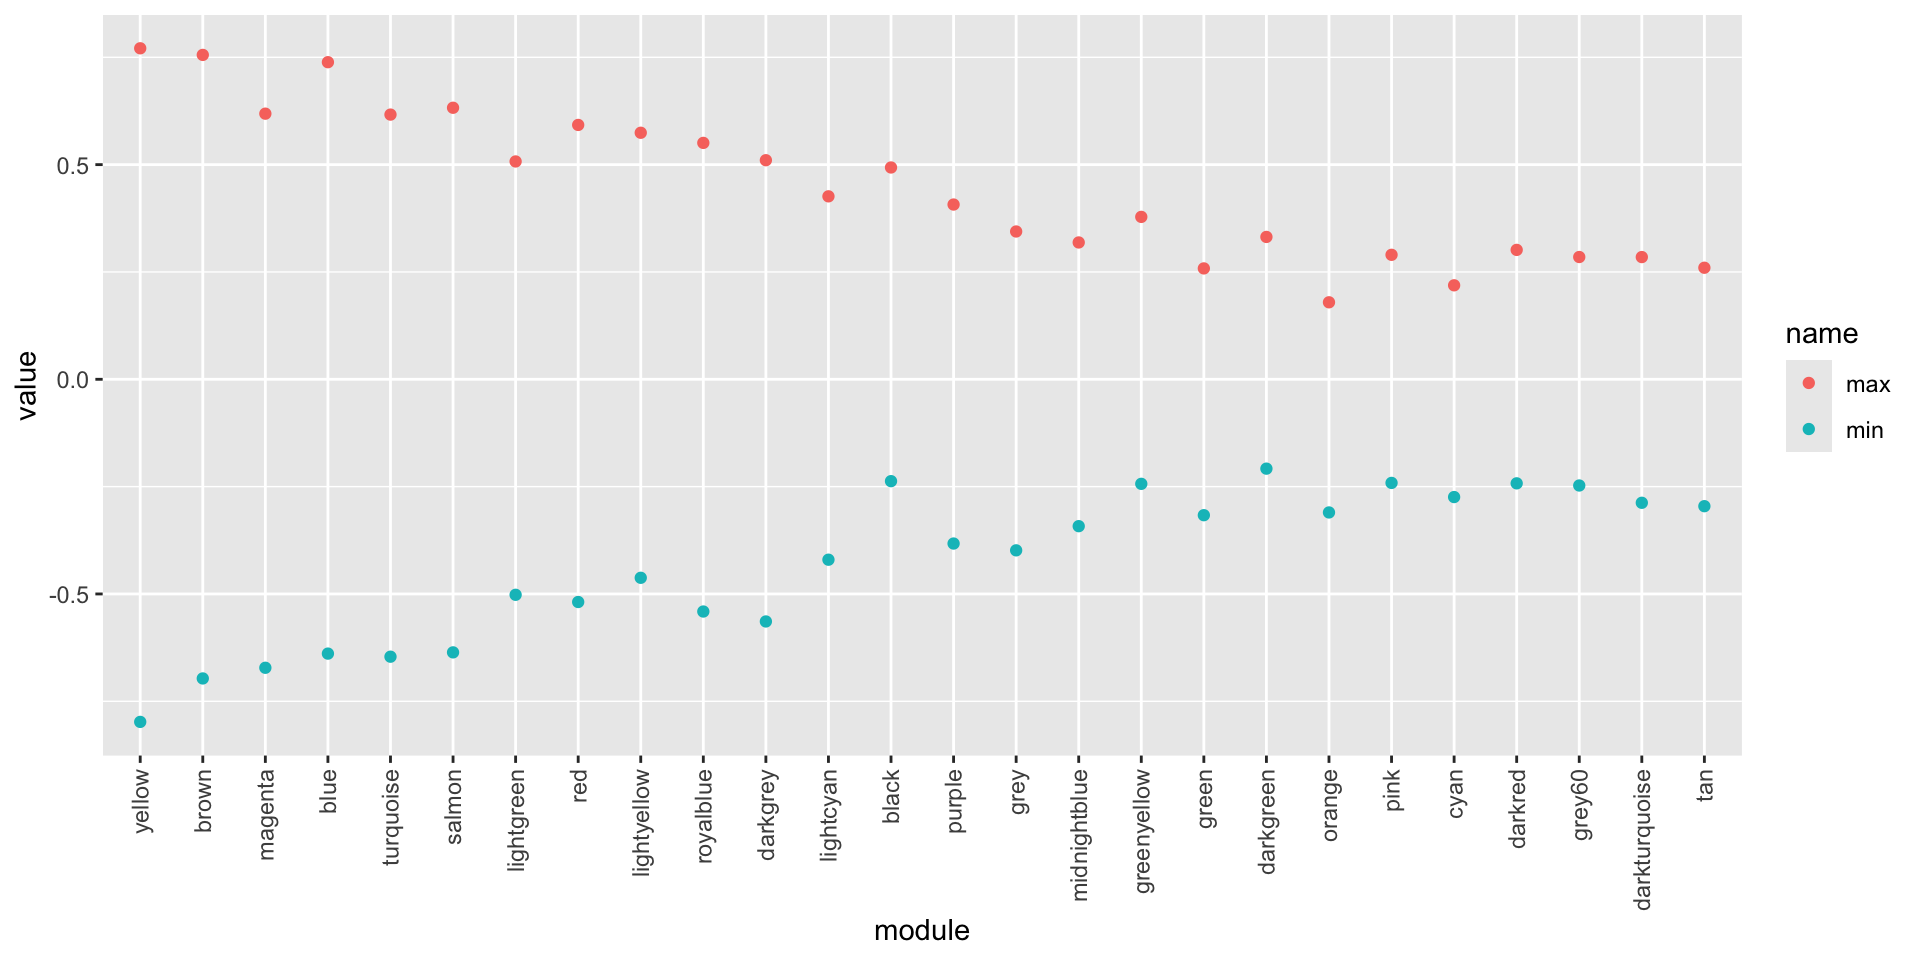 value
0.5
0.0
-0.5
yellow
brown
magenta
blue
turquoise
salmon
lightgreen
red
lightyellow
royalblue
darkgrey
lightcyan
black
purple
grey
midnightblue
greenyellow
green
darkgreen
orange
pink
cyan
darkred
grey60
darkturquoise
tan
module
name
max
min